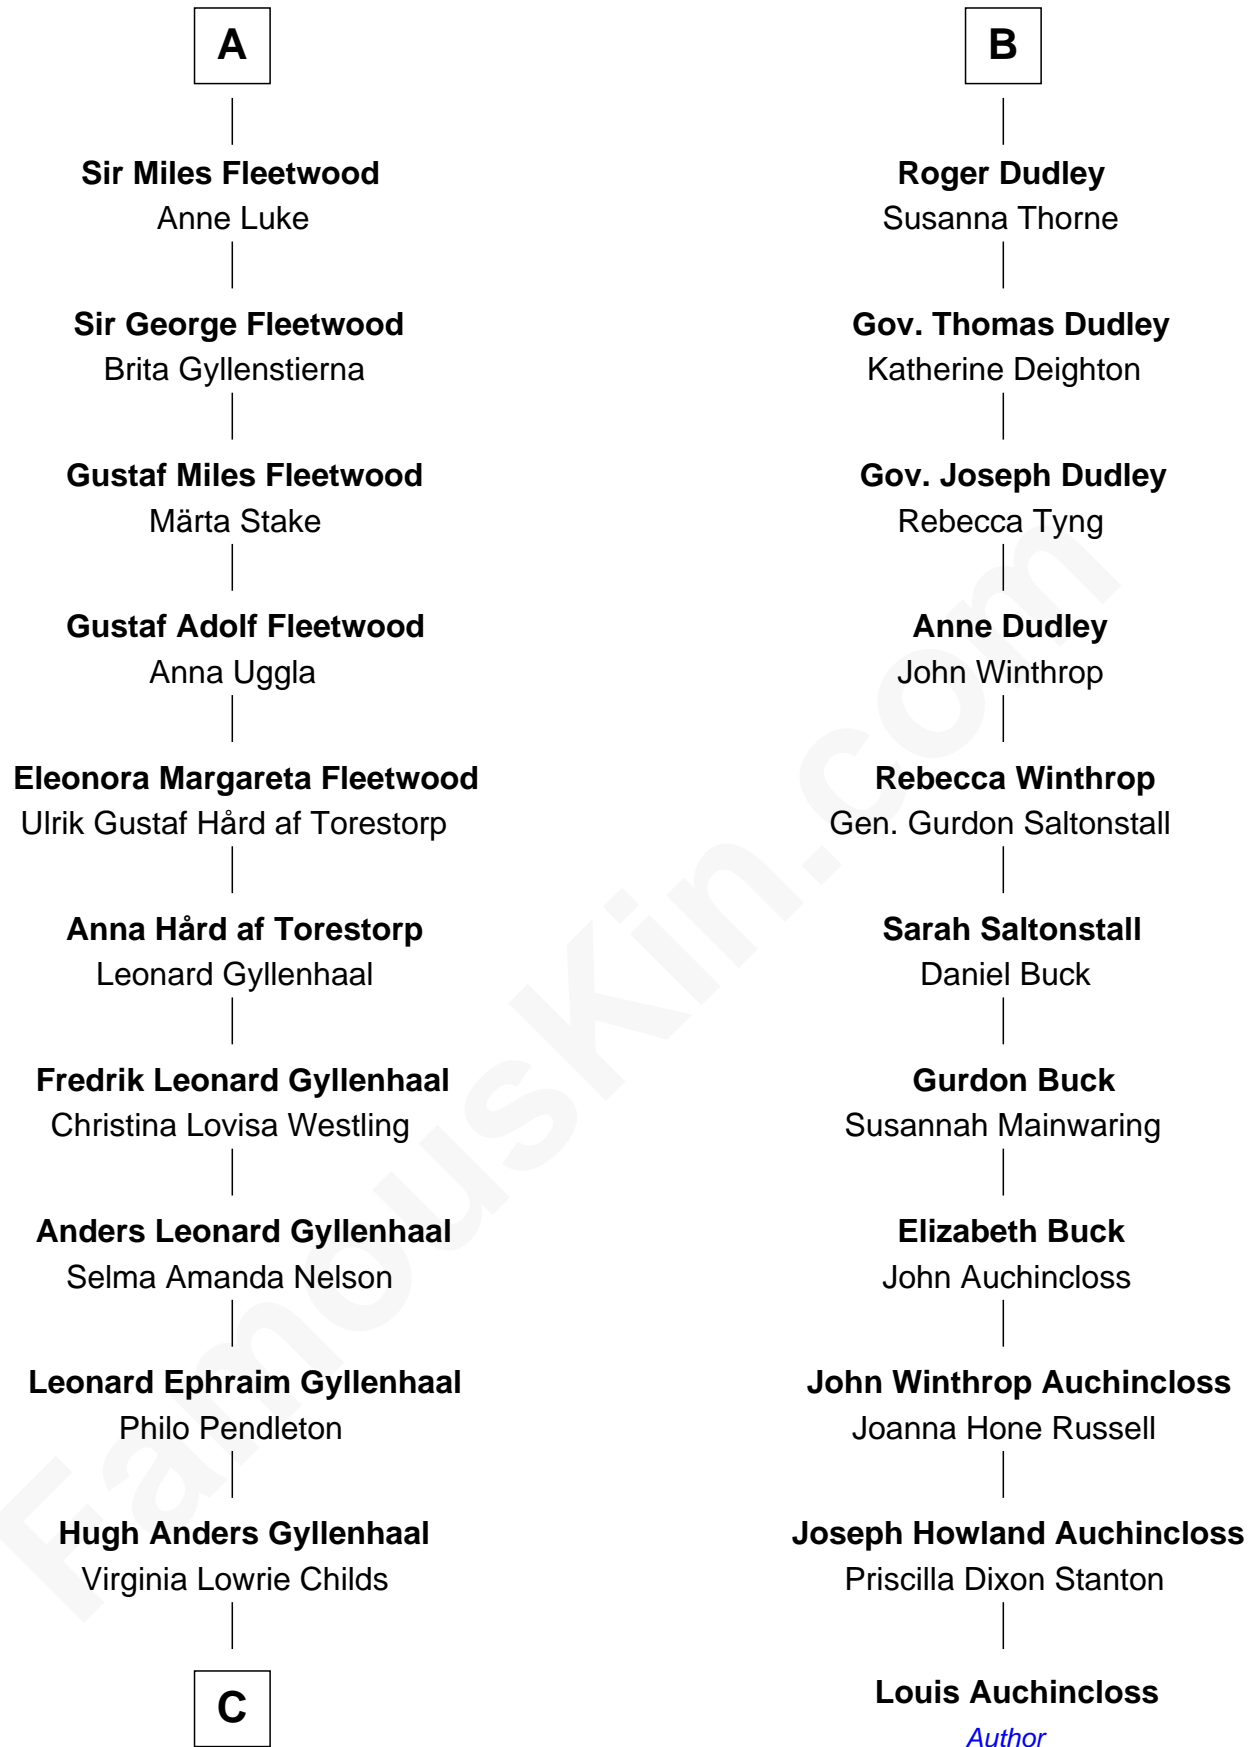 A
Sir Miles Fleetwood
Anne Luke
Sir George Fleetwood
Brita Gyllenstierna
Gustaf Miles Fleetwood
Märta Stake
Gustaf Adolf Fleetwood
Anna Uggla
Eleonora Margareta Fleetwood
Ulrik Gustaf Hård af Torestorp
Anna Hård af Torestorp
Leonard Gyllenhaal
Fredrik Leonard Gyllenhaal
Christina Lovisa Westling
Anders Leonard Gyllenhaal
Selma Amanda Nelson
Leonard Ephraim Gyllenhaal
Philo Pendleton
Hugh Anders Gyllenhaal
Virginia Lowrie Childs
C
B
Roger Dudley
Susanna Thorne
Gov. Thomas Dudley
Katherine Deighton
Gov. Joseph Dudley
Rebecca Tyng
Anne Dudley
John Winthrop
Rebecca Winthrop
Gen. Gurdon Saltonstall
Sarah Saltonstall
Daniel Buck
Gurdon Buck
Susannah Mainwaring
Elizabeth Buck
John Auchincloss
John Winthrop Auchincloss
Joanna Hone Russell
Joseph Howland Auchincloss
Priscilla Dixon Stanton
Louis Auchincloss
Author
FamousKin.com